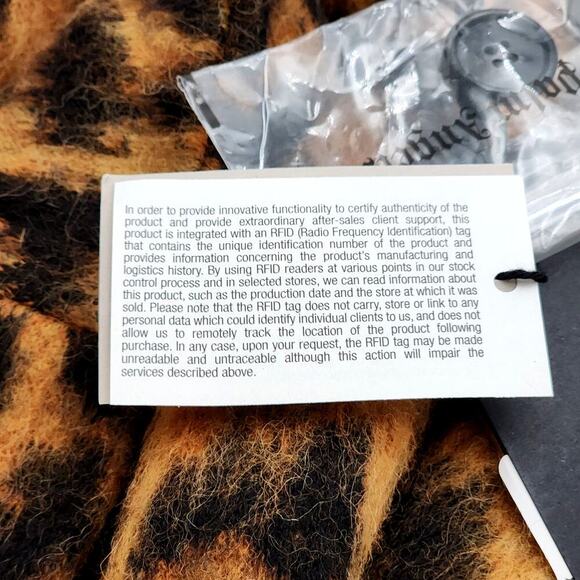 Palm Angels
In order to provide innovative functionality to certify authenticity of the
product and provide extraordinary after-sales client support, this
product is integrated with an RFID (Radio Frequency Identification) tag
that contains the unique identification number of the product and
provides information concerning the product's manufacturing and
logistics history. By using RFID readers at various points in our stock
control process and in selected stores, we can read information about
this product, such as the production date and the store at which it was
sold. Please note that the RFID tag does not carry, store or link to any
personal data which could identify individual clients to us, and does not
allow us to remotely track the location of the product following
purchase. In any case, upon your request, the RFID tag may be made
unreadable and untraceable although this action will impair the
services described above.